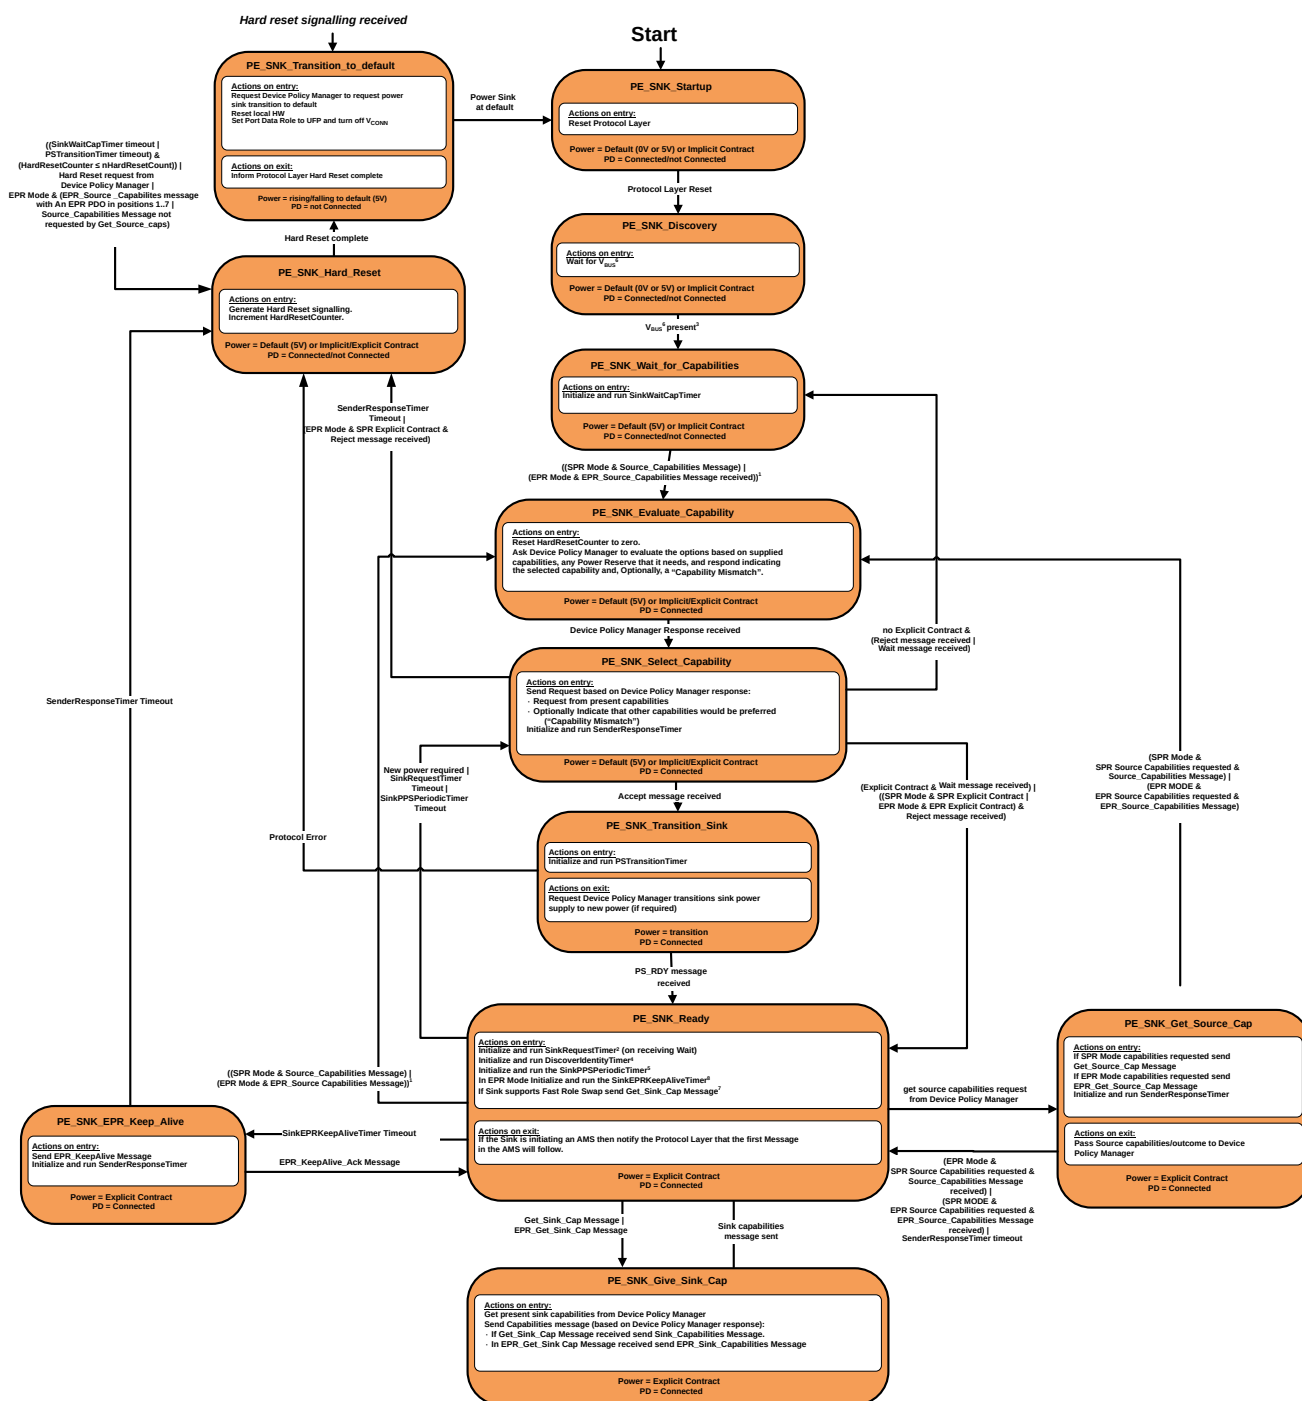 Hard reset signalling received
Start
PE_SNK_Transition_to_default
Actions on entry:
Request Device Policy Manager to request power
sink transition to default
Reset local HW
Set Port Data Role to UFP and turn off VCONN
Actions on exit:
Inform Protocol Layer Hard Reset complete
Power = rising/falling to default (5V)
PD = not Connected
Power Sink
at default
PE_SNK_Startup
Actions on entry:
Reset Protocol Layer
Power = Default (0V or 5V) or Implicit Contract
PD = Connected/not Connected
((SinkWaitCapTimer timeout |
PSTransitionTimer timeout) &
(HardResetCounter ≤ nHardResetCount)) |
Hard Reset request from
Device Policy Manager |
EPR Mode & (EPR_Source _Capabilites message
with An EPR PDO in positions 1..7 |
Source_Capabilities Message not
requested by Get_Source_caps)
Protocol Layer Reset
Hard Reset complete
PE_SNK_Discovery
Actions on entry:
Wait for VBUS6
Power = Default (0V or 5V) or Implicit Contract
PD = Connected/not Connected
PE_SNK_Hard_Reset
Actions on entry:
Generate Hard Reset signalling.
Increment HardResetCounter.
Power = Default (5V) or Implicit/Explicit Contract
PD = Connected/not Connected
VBUS6 present3
PE_SNK_Wait_for_Capabilities
Actions on entry:
Initialize and run SinkWaitCapTimer
Power = Default (5V) or Implicit Contract
PD = Connected/not Connected
SenderResponseTimer
Timeout |
(EPR Mode & SPR Explicit Contract &
Reject message received)
((SPR Mode & Source_Capabilities Message) |
(EPR Mode & EPR_Source_Capabilities Message received))1
PE_SNK_Evaluate_Capability
Actions on entry:
Reset HardResetCounter to zero.
Ask Device Policy Manager to evaluate the options based on supplied
capabilities, any Power Reserve that it needs, and respond indicating
the selected capability and, Optionally, a “Capability Mismatch”.
Power = Default (5V) or Implicit/Explicit Contract
PD = Connected
Device Policy Manager Response received
no Explicit Contract &
(Reject message received |
Wait message received)
PE_SNK_Select_Capability
Actions on entry:
Send Request based on Device Policy Manager response:
· Request from present capabilities
· Optionally Indicate that other capabilities would be preferred
(“Capability Mismatch”)
Initialize and run SenderResponseTimer
Power = Default (5V) or Implicit/Explicit Contract
PD = Connected
SenderResponseTimer Timeout
New power required |
SinkRequestTimer
Timeout |
SinkPPSPeriodicTimer
Timeout
Accept message received
(Explicit Contract & Wait message received) |
((SPR Mode & SPR Explicit Contract |
EPR Mode & EPR Explicit Contract) &
Reject message received)
(SPR Mode &
SPR Source Capabilities requested &
Source_Capabilities Message) |
(EPR MODE &
EPR Source Capabilities requested &
EPR_Source_Capabilities Message)
Protocol Error
PE_SNK_Transition_Sink
Actions on entry:
Initialize and run PSTransitionTimer
Actions on exit:
Request Device Policy Manager transitions sink power
supply to new power (if required)
Power = transition
PD = Connected
PS_RDY message
received
PE_SNK_Ready
Actions on entry:
Initialize and run SinkRequestTimer2 (on receiving Wait)
Initialize and run DiscoverIdentityTimer4
Initialize and run the SinkPPSPeriodicTimer5
In EPR Mode Initialize and run the SinkEPRKeepAliveTimer8
If Sink supports Fast Role Swap send Get_Sink_Cap Message7
Actions on exit:
If the Sink is initiating an AMS then notify the Protocol Layer that the first Message
in the AMS will follow.
Power = Explicit Contract
PD = Connected
PE_SNK_Get_Source_Cap
Actions on entry:
If SPR Mode capabilities requested send
Get_Source_Cap Message
If EPR Mode capabilities requested send
EPR_Get_Source_Cap Message
Initialize and run SenderResponseTimer
Actions on exit:
Pass Source capabilities/outcome to Device
Policy Manager
Power = Explicit Contract
PD = Connected
((SPR Mode & Source_Capabilities Message) |
(EPR Mode & EPR_Source Capabilities Message))1
get source capabilities request
from Device Policy Manager
PE_SNK_EPR_Keep_Alive
Actions on entry:
Send EPR_KeepAlive Message
Initialize and run SenderResponseTimer
Power = Explicit Contract
PD = Connected
SinkEPRKeepAliveTimer Timeout
EPR_KeepAlive_Ack Message
(EPR Mode &
SPR Source Capabilities requested &
Source_Capabilities Message
received) |
(SPR MODE &
EPR Source Capabilities requested &
EPR_Source_Capabilities Message
received) |
SenderResponseTimer timeout
Get_Sink_Cap Message |
EPR_Get_Sink_Cap Message
Sink capabilities
message sent
PE_SNK_Give_Sink_Cap
Actions on entry:
Get present sink capabilities from Device Policy Manager
Send Capabilities message (based on Device Policy Manager response):
· If Get_Sink_Cap Message received send Sink_Capabilities Message.
· In EPR_Get_Sink Cap Message received send EPR_Sink_Capabilities Message
Power = Explicit Contract
PD = Connected